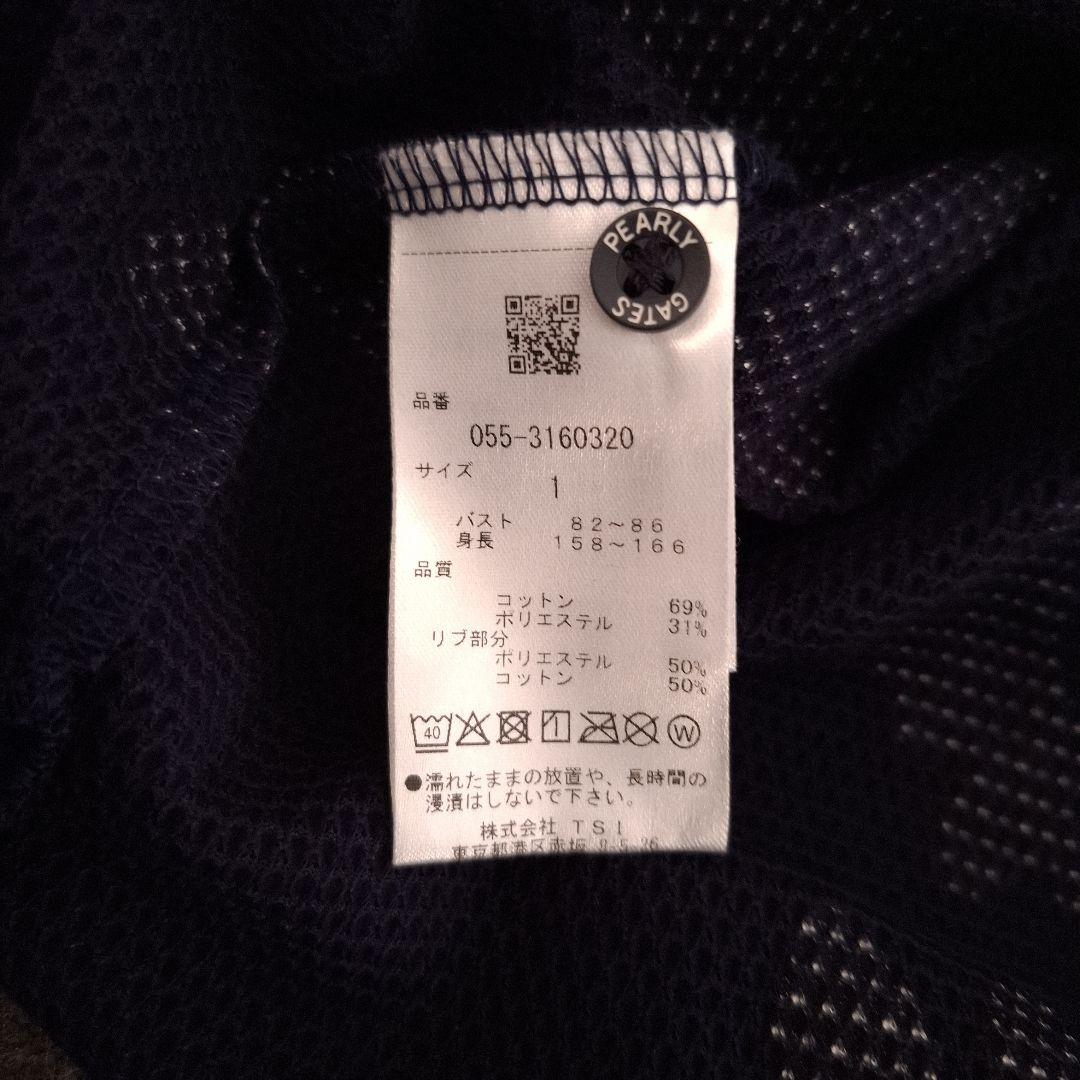 PEARLY
GATES
品番
055-3160320
サイズ
1
バスト 82~86
身長 158~166
品質
コットン 69%
ポリエステル 31%
リブ部分
ポリエステル 50%
コットン 50%
40
1
W
●濡れたままの放置や、長時間の
浸漬はしないで下さい。
株式会社 TSI
東京都港区赤坂